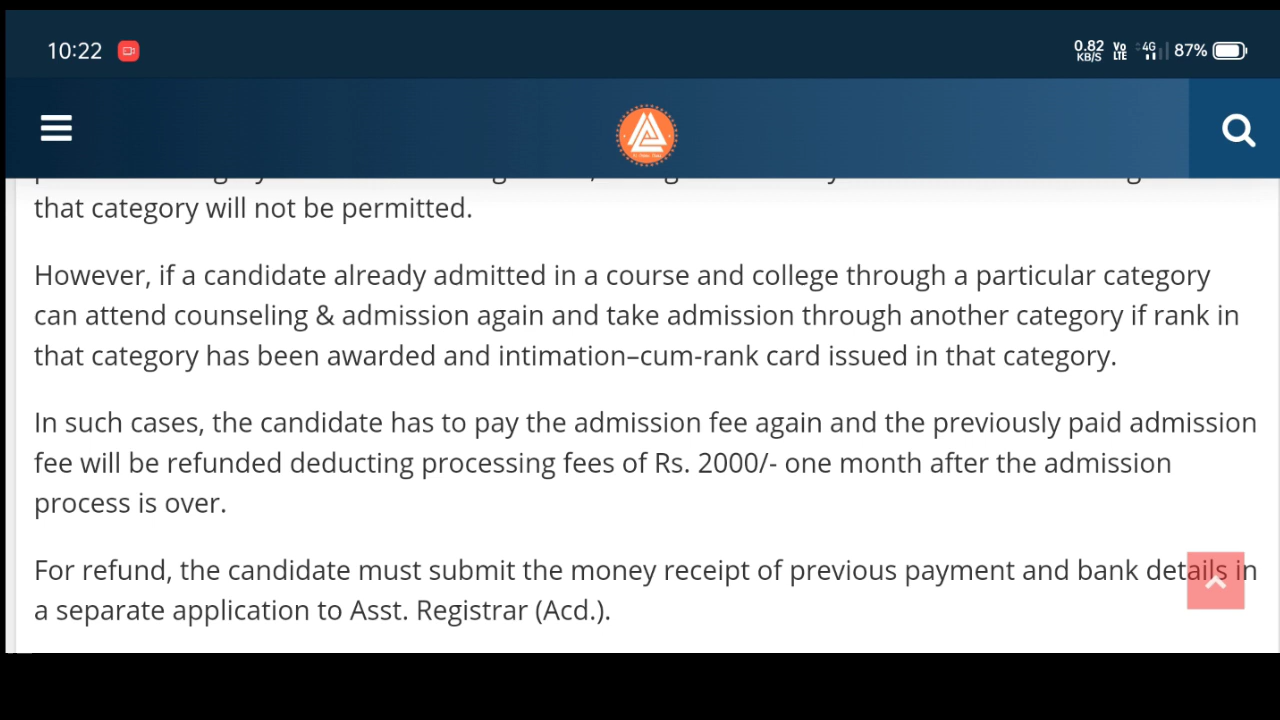 10:22
0.82 KB/S Vo LTE 4G 87%
that category will not be permitted.
However, if a candidate already admitted in a course and college through a particular category
can attend counseling & admission again and take admission through another category if rank in
that category has been awarded and intimation–cum-rank card issued in that category.
In such cases, the candidate has to pay the admission fee again and the previously paid admission
fee will be refunded deducting processing fees of Rs. 2000/- one month after the admission
process is over.
For refund, the candidate must submit the money receipt of previous payment and bank details in
a separate application to Asst. Registrar (Acd.).